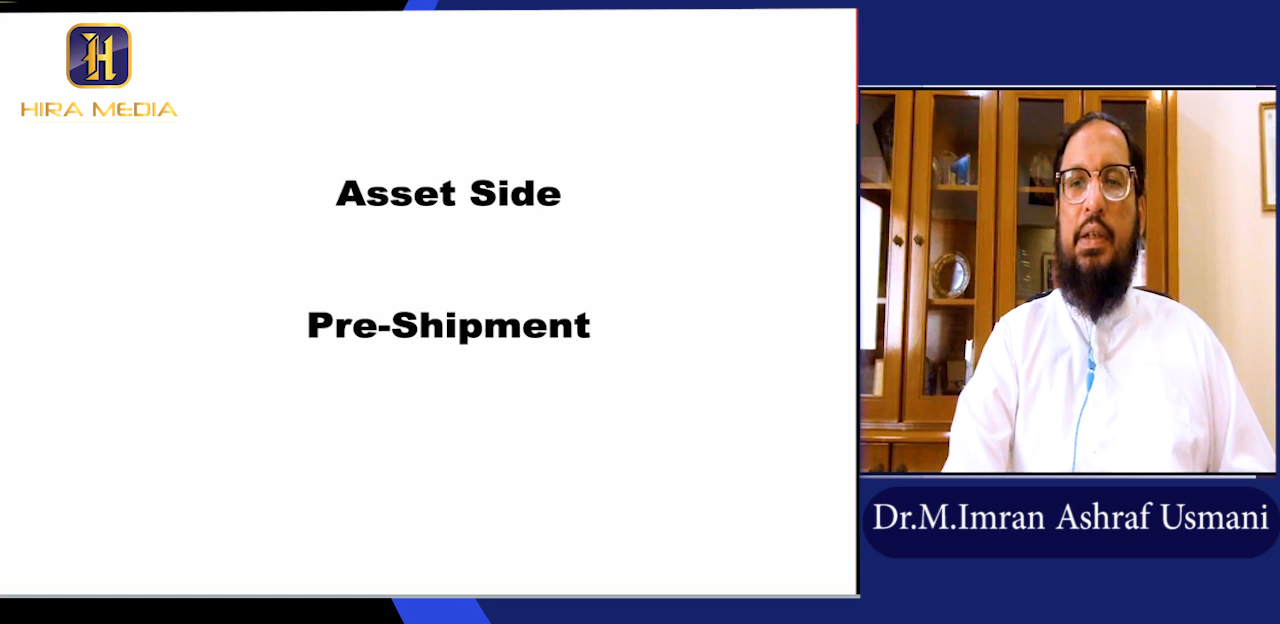 H
HIRA MEDIA
Asset Side
Pre-Shipment
Dr.M.Imran Ashraf Usmani